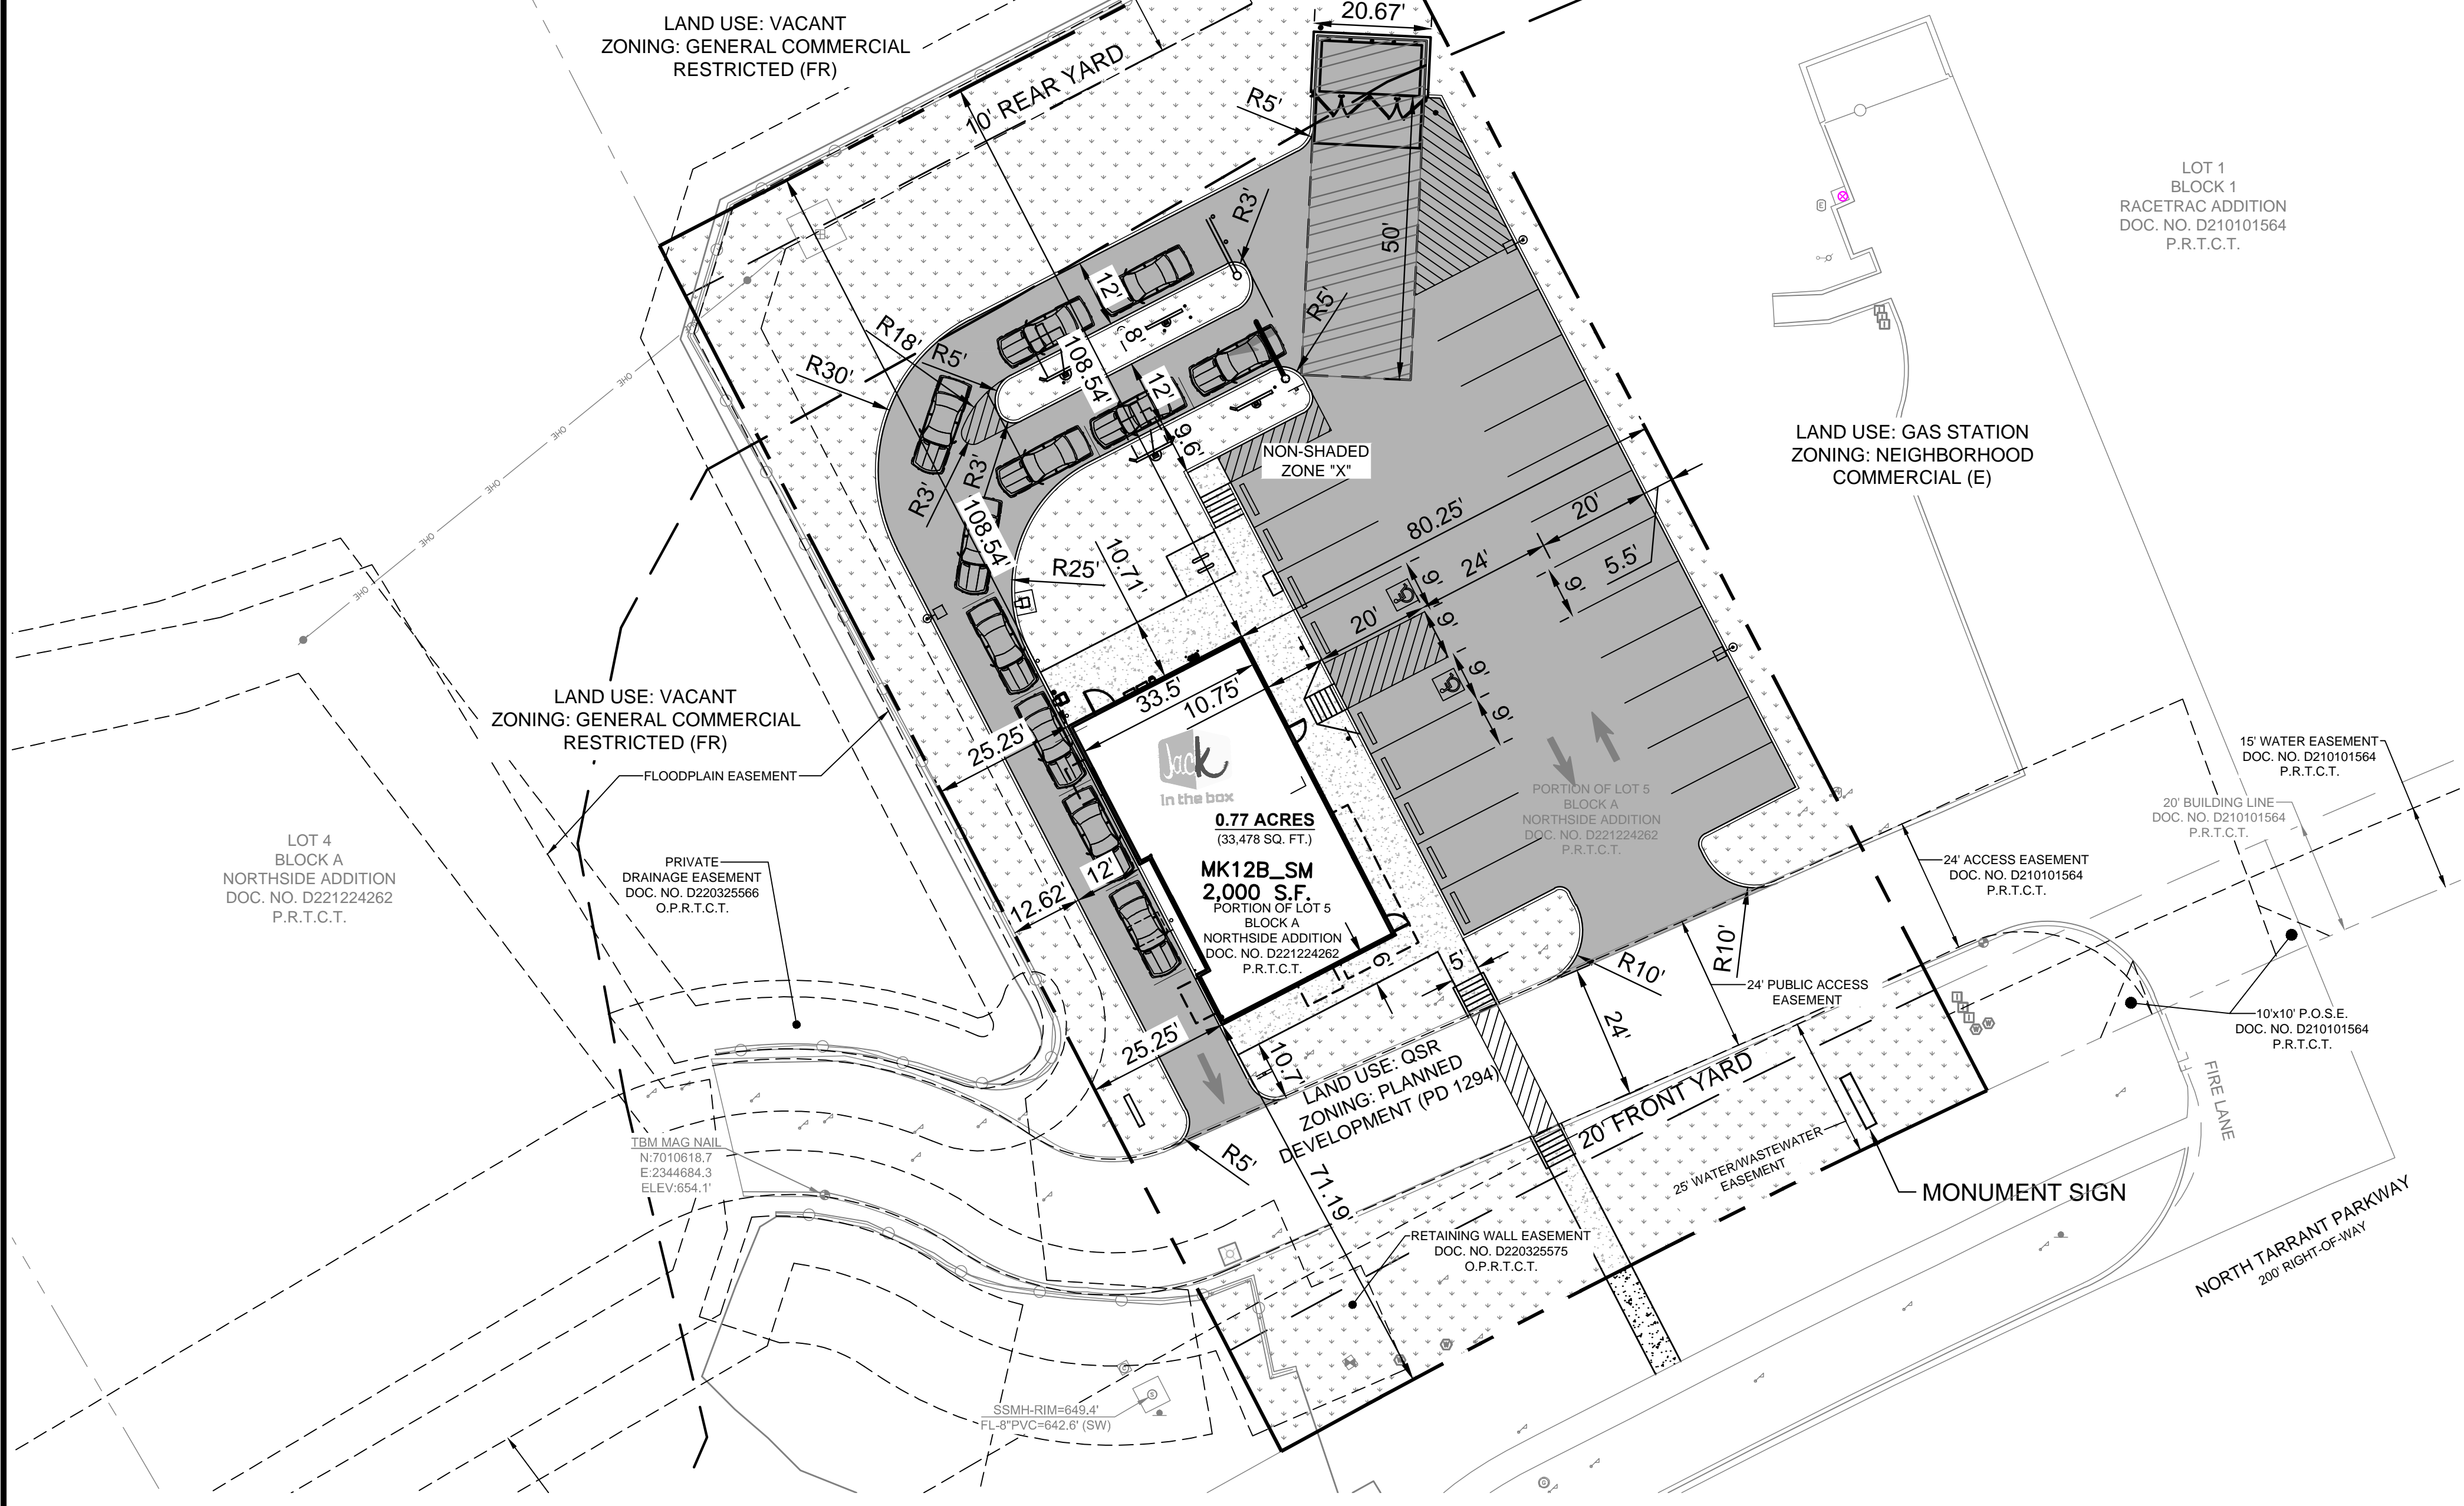 LAND USE: VACANT
ZONING: GENERAL COMMERCIAL
RESTRICTED (FR)
20.67'
10' REAR YARD
R5'
R3'
50'
LOT 1
BLOCK 1
RACETRAC ADDITION
DOC. NO. D210101564
P.R.T.C.T.
E
12'
R18'
R5'
8'
R5'
R30'
108.54'
12'
9.6'
OHE
OHE
OHE
OHE
OHE
NON-SHADED
ZONE "X"
LAND USE: GAS STATION
ZONING: NEIGHBORHOOD
COMMERCIAL (E)
R3'
R3'
108.54'
80.25'
20'
24'
5.5'
9'
R25'
10.71'
9'
20'
9'
9'
9'
LAND USE: VACANT
ZONING: GENERAL COMMERCIAL
RESTRICTED (FR)
33.5'
10.75'
25.25'
FLOODPLAIN EASEMENT
Jack
in the box
0.77 ACRES
(33,478 SQ. FT.)
MK12B_SM
2,000 S.F.
PORTION OF LOT 5
BLOCK A
NORTHSIDE ADDITION
DOC. NO. D221224262
P.R.T.C.T.
PORTION OF LOT 5
BLOCK A
NORTHSIDE ADDITION
DOC. NO. D221224262
P.R.T.C.T.
15' WATER EASEMENT
DOC. NO. D210101564
P.R.T.C.T.
20' BUILDING LINE
DOC. NO. D210101564
P.R.T.C.T.
LOT 4
BLOCK A
NORTHSIDE ADDITION
DOC. NO. D221224262
P.R.T.C.T.
PRIVATE
DRAINAGE EASEMENT
DOC. NO. D220325566
O.P.R.T.C.T.
12'
12.62'
24' ACCESS EASEMENT
DOC. NO. D210101564
P.R.T.C.T.
6'
5'
R10'
R10'
24' PUBLIC ACCESS
EASEMENT
24'
10'x10' P.O.S.E.
DOC. NO. D210101564
P.R.T.C.T.
25.25'
10.7
LAND USE: QSR
ZONING: PLANNED
DEVELOPMENT (PD 1294)
20' FRONT YARD
FIRE LANE
TBM MAG NAIL
N:7010618.7
E:2344684.3
ELEV:654.1'
R5'
71.19
25' WATER/WASTEWATER
EASEMENT
MONUMENT SIGN
RETAINING WALL EASEMENT
DOC. NO. D220325575
O.P.R.T.C.T.
NORTH TARRANT PARKWAY
200' RIGHT-OF-WAY
SSMH-RIM=649.4'
FL-8"PVC=642.6' (SW)
S
G